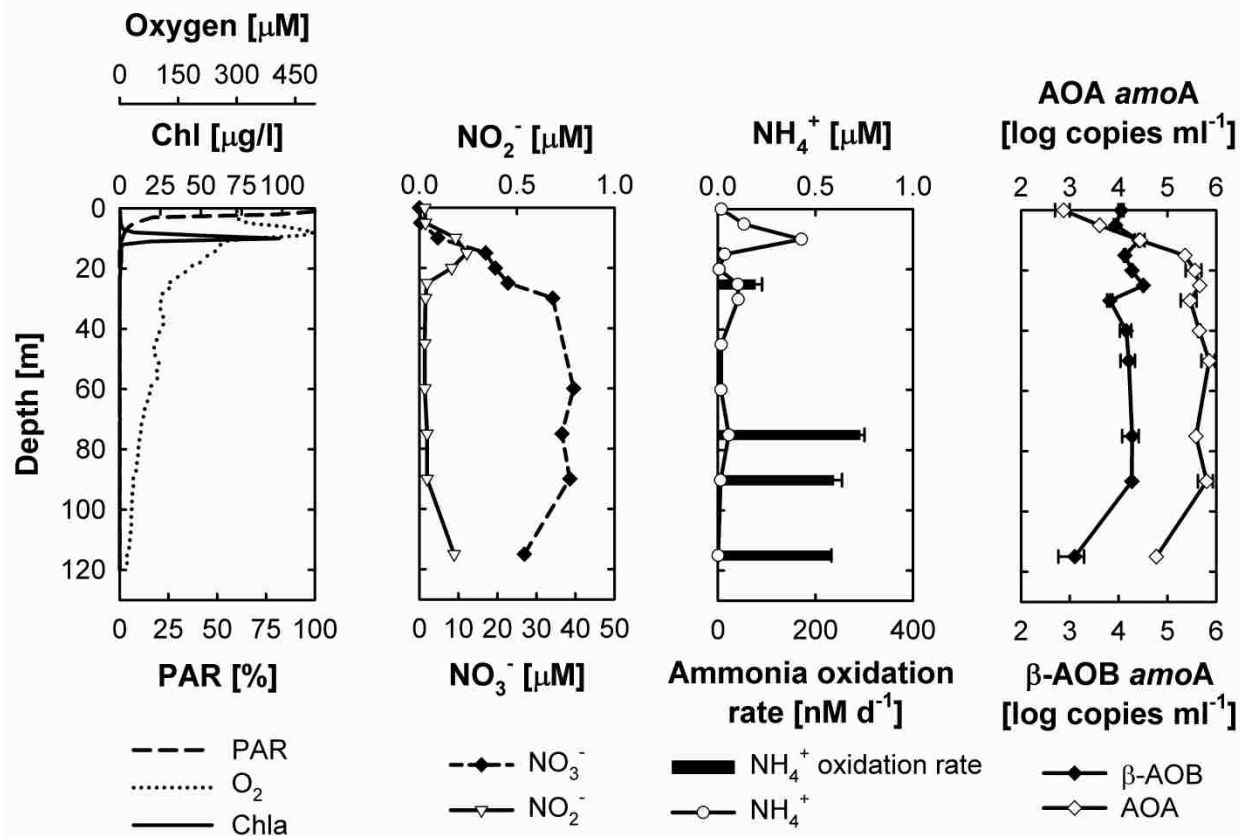 Oxygen [μM]
0 150 300 450
Chl [μg/l]
0 25 50 75 100
NO₂⁻ [μM]
0.0 0.5 1.0
NH₄⁺ [μM]
0.0 0.5 1.0
AOA amoA
[log copies ml⁻¹]
2 3 4 5 6
Depth [m]
0
20
40
60
80
100
120
0 25 50 75 100
PAR [%]
0 10 20 30 40 50
NO₃⁻ [μM]
0 200 400
Ammonia oxidation
rate [nM d⁻¹]
2 3 4 5 6
β-AOB amoA
[log copies ml⁻¹]
PAR
O₂
Chla
NO₃⁻
NO₂⁻
NH₄⁺ oxidation rate
NH₄⁺
β-AOB
AOA